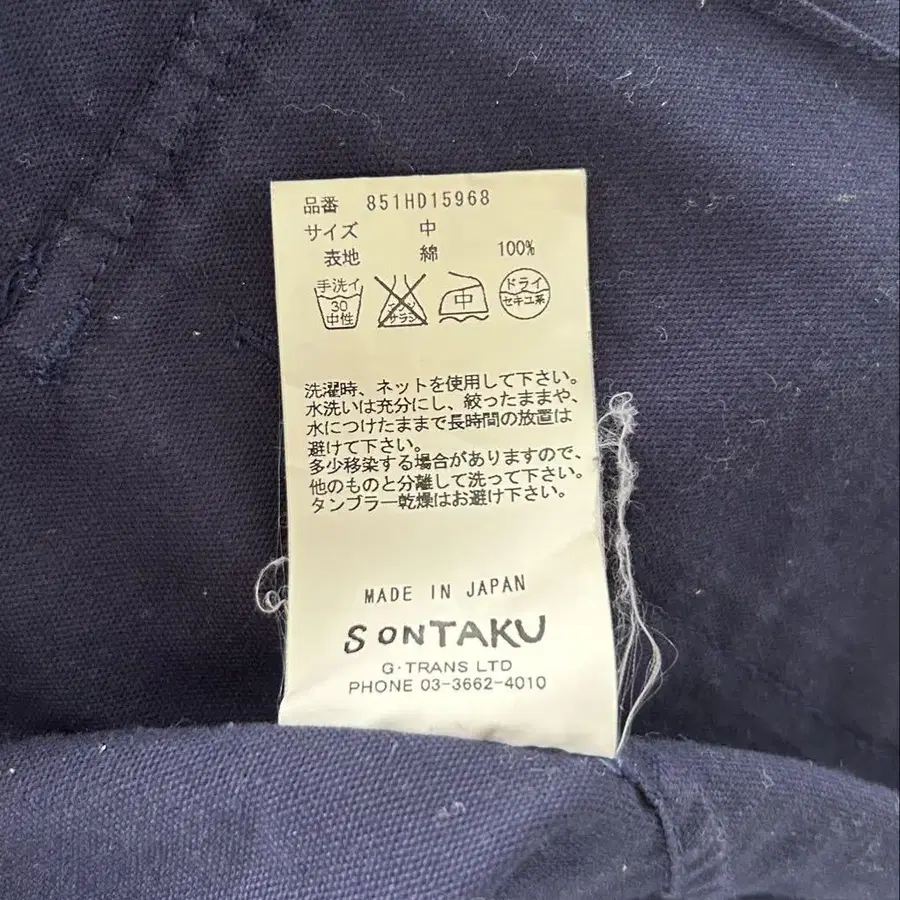 品番 851HD15968
サイズ 中
表地 綿 100%
手洗イ 30 中性
エンソサラシ
中
ドライ セキユ系
洗濯時、ネットを使用して下さい。
水洗いは充分にし、絞ったままや、
水につけたままで長時間の放置は
避けて下さい。
多少移染する場合がありますので、
他のものと分離して洗って下さい。
タンブラー乾燥はお避け下さい。
MADE IN JAPAN
SONTAKU
G·TRANS LTD
PHONE 03-3662-4010